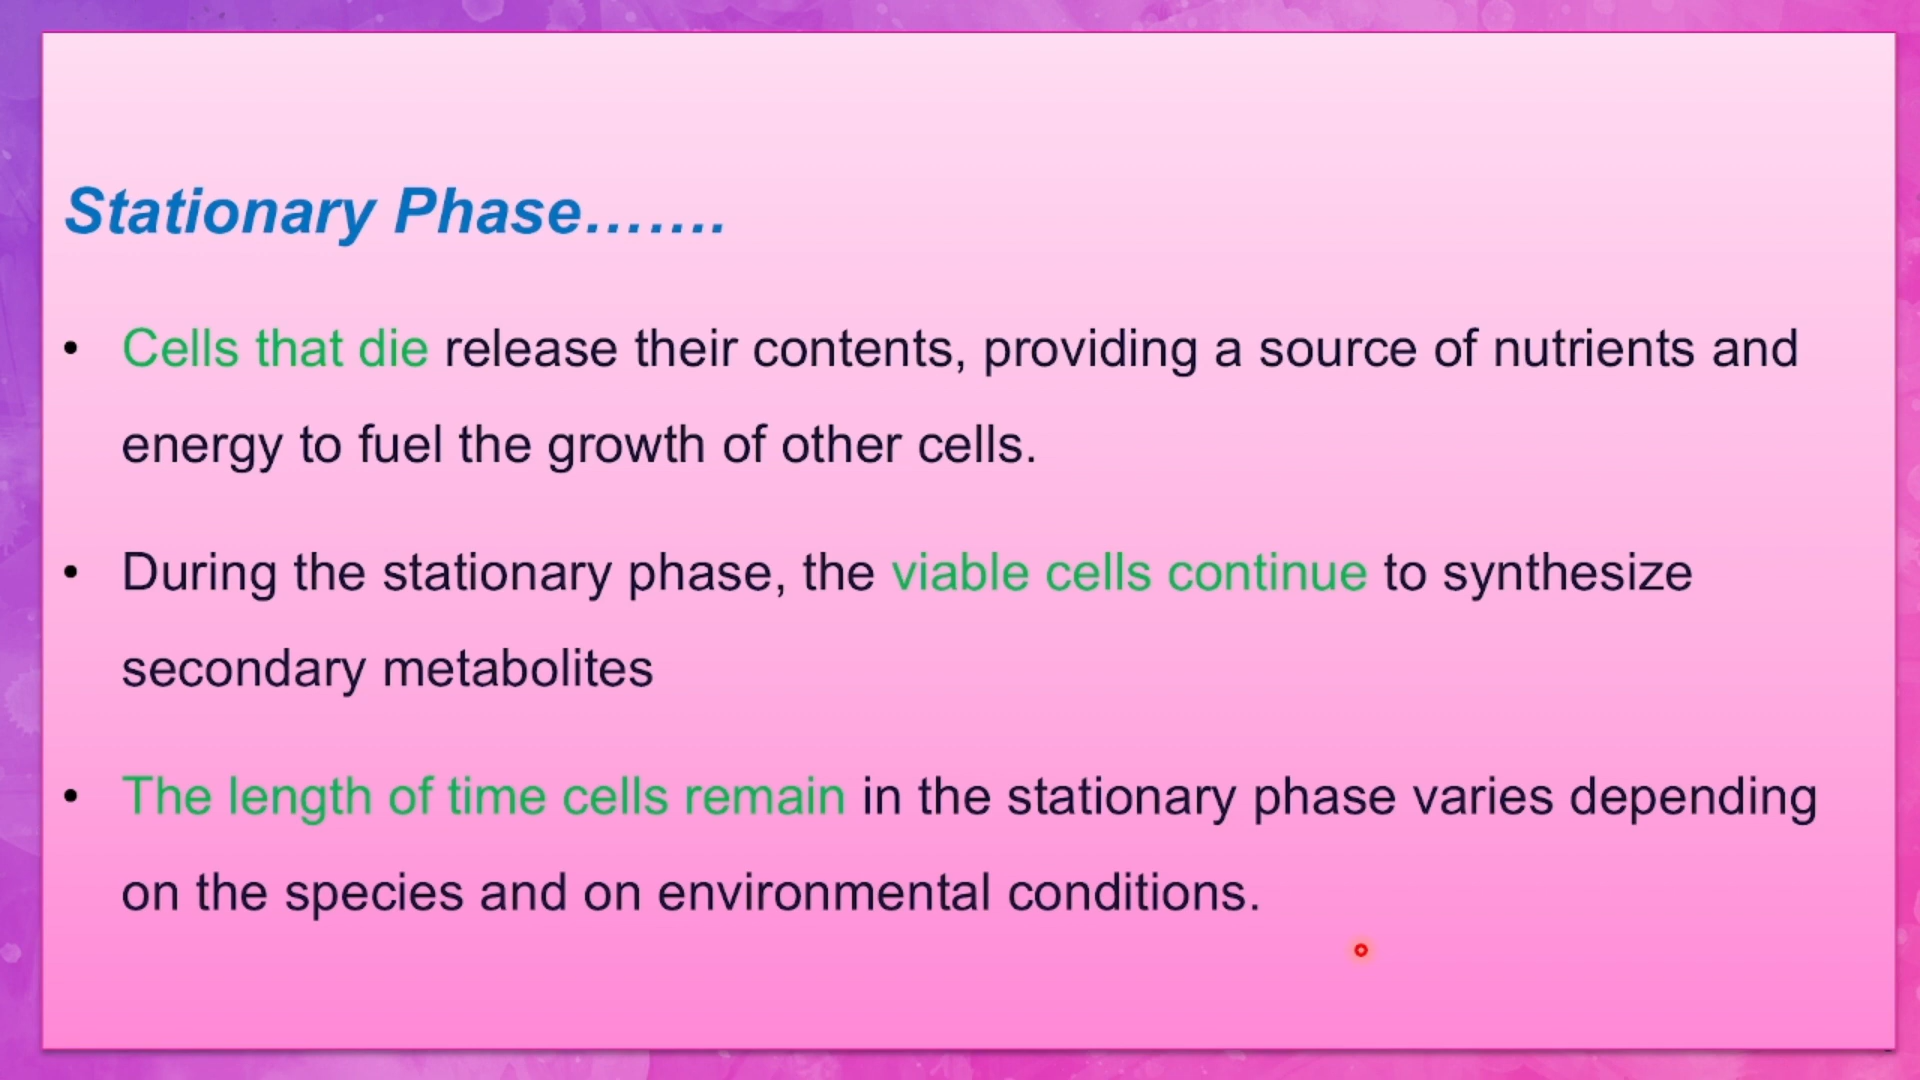 Stationary Phase.......
• Cells that die release their contents, providing a source of nutrients and
energy to fuel the growth of other cells.
• During the stationary phase, the viable cells continue to synthesize
secondary metabolites
• The length of time cells remain in the stationary phase varies depending
on the species and on environmental conditions.